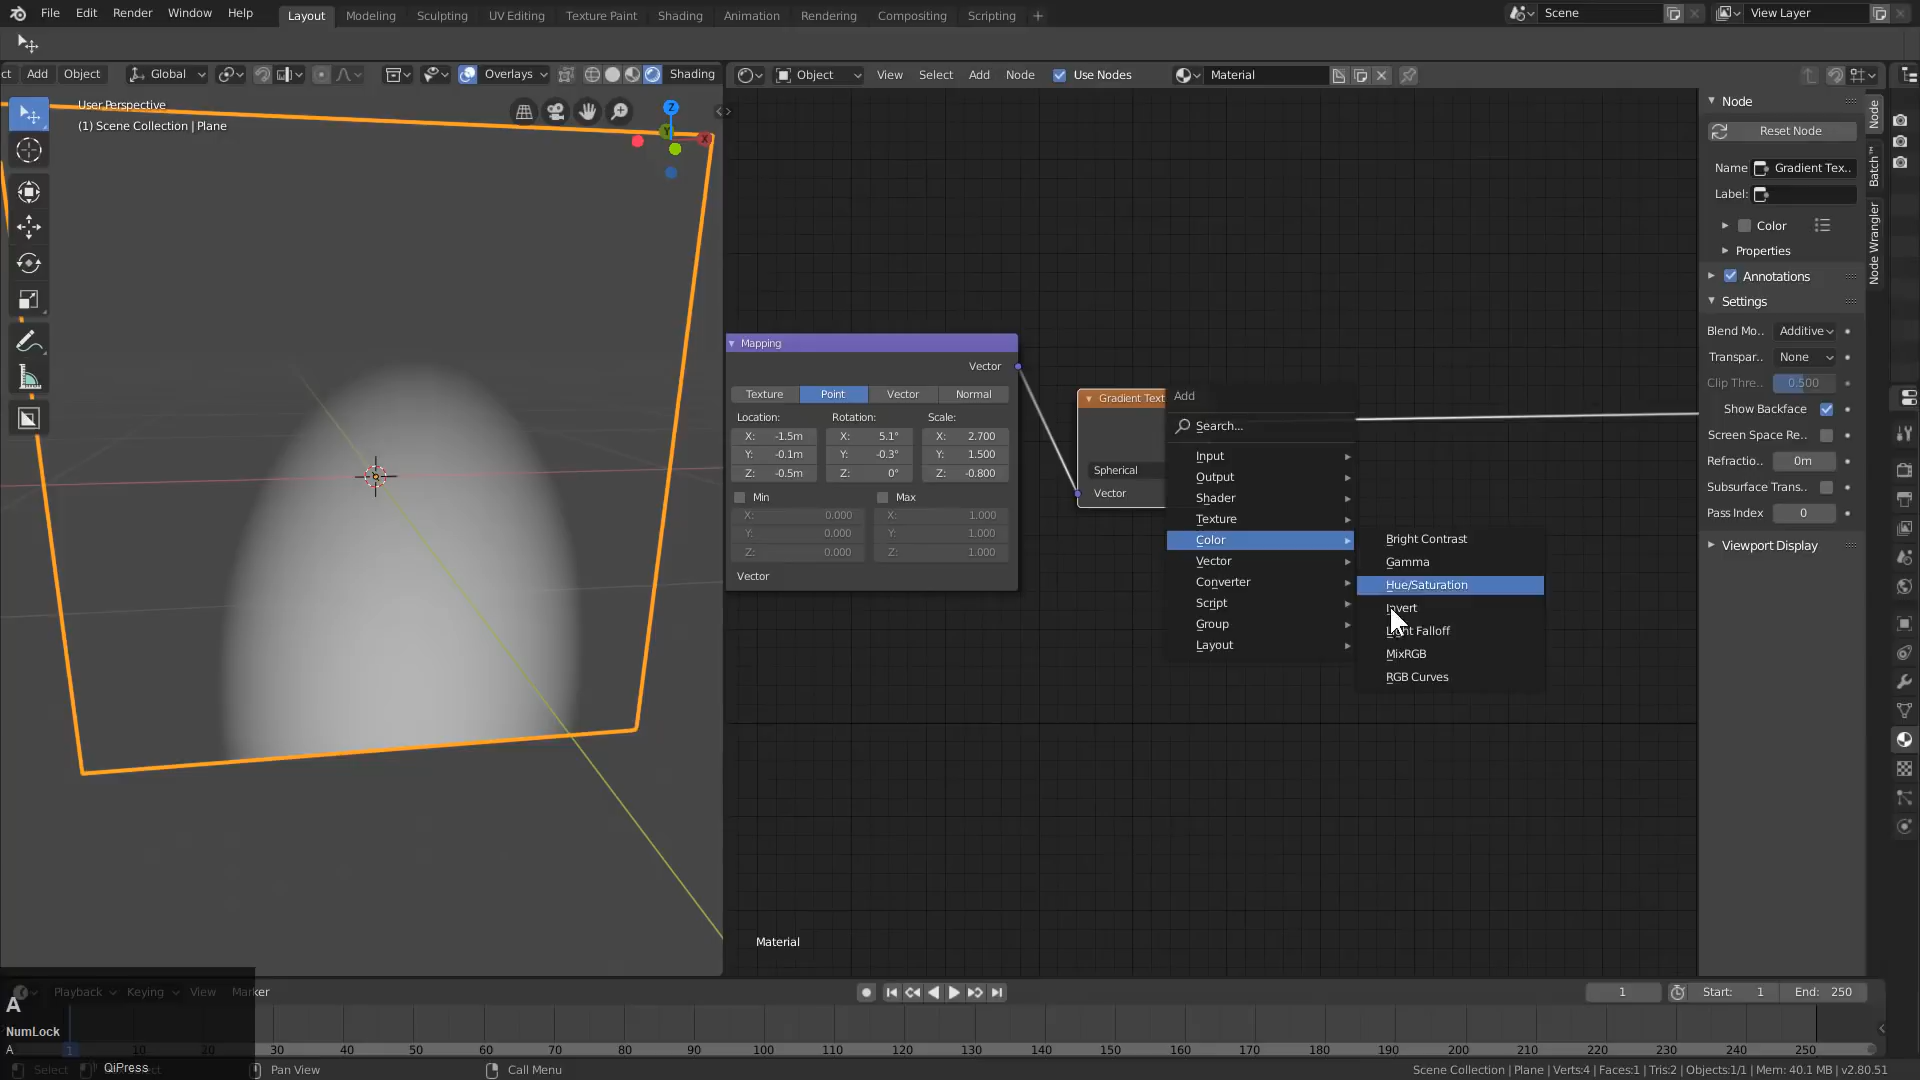 File Edit Render Window Help Layout Modeling Sculpting UV Editing Texture Paint Shading Animation Rendering Compositing Scripting + Scene View Layer
ct Add Object Global Overlays Shading Object View Select Add Node Use Nodes Material
User Perspective
(1) Scene Collection | Plane
Z
Y
X
Mapping
Vector
Texture Point Vector Normal
Location: Rotation: Scale:
X: -1.5m X: 5.1° X: 2.700
Y: -0.1m Y: -0.3° Y: 1.500
Z: -0.5m Z: 0° Z: -0.800
Min Max
X: 0.000 X: 1.000
Y: 0.000 Y: 1.000
Z: 0.000 Z: 1.000
Vector
Gradient Text
Spherical
Vector
Add
Search...
Input
Output
Shader
Texture
Color
Vector
Converter
Script
Group
Layout
Bright Contrast
Gamma
Hue/Saturation
Invert
Light Falloff
MixRGB
RGB Curves
Material
Node
Reset Node
Name Gradient Tex..
Label:
Color
Properties
Annotations
Settings
Blend Mo.. Additive
Transpar.. None
Clip Thre.. 0.500
Show Backface
Screen Space Re..
Refractio.. 0m
Subsurface Trans..
Pass Index 0
Viewport Display
Node
Batch™
Node Wrangler
Playback Keying View Marker 1 Start: 1 End: 250
A
NumLock
A
QiPress
1 10 20 30 40 50 60 70 80 90 100 110 120 130 140 150 160 170 180 190 200 210 220 230 240 250
Select Pan View Call Menu Scene Collection | Plane | Verts:4 | Faces:1 | Tris:2 | Objects:1/1 | Mem: 40.1 MB | v2.80.51